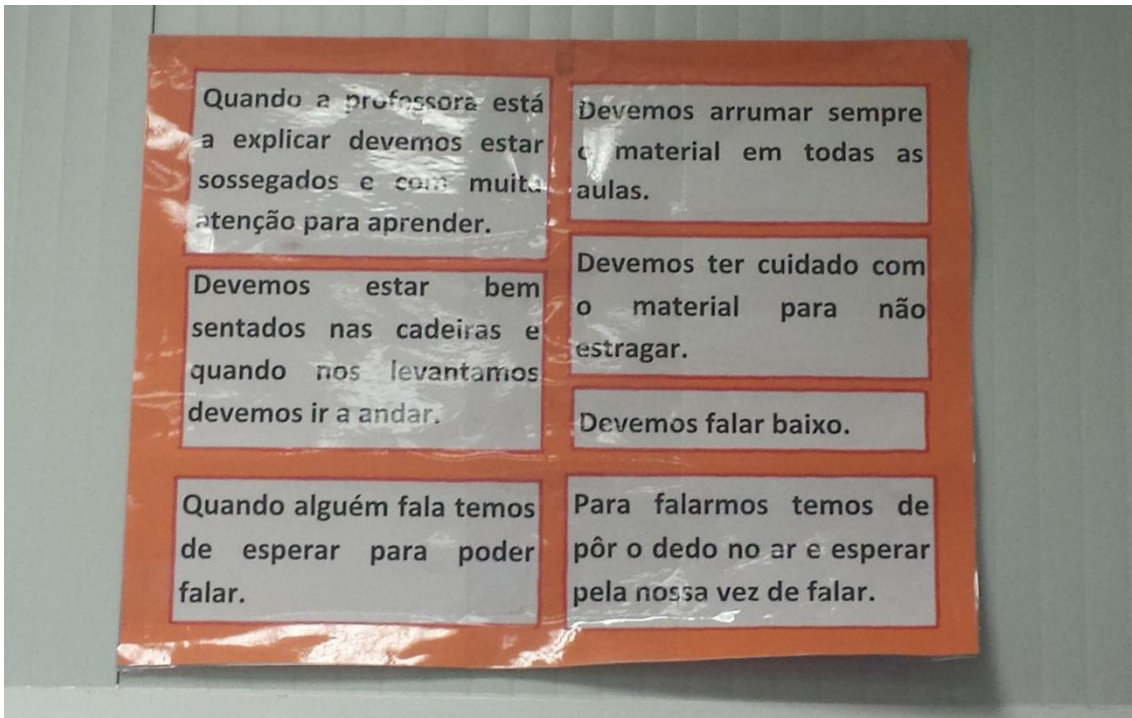 Quando a professora está
a explicar devemos estar
sossegados e com muita
atenção para aprender.
Devemos estar bem
sentados nas cadeiras e
quando nos levantamos
devemos ir a andar.
Quando alguém fala temos
de esperar para poder
falar.
Devemos arrumar sempre
o material em todas as
aulas.
Devemos ter cuidado com
o material para não
estragar.
Devemos falar baixo.
Para falarmos temos de
pôr o dedo no ar e esperar
pela nossa vez de falar.